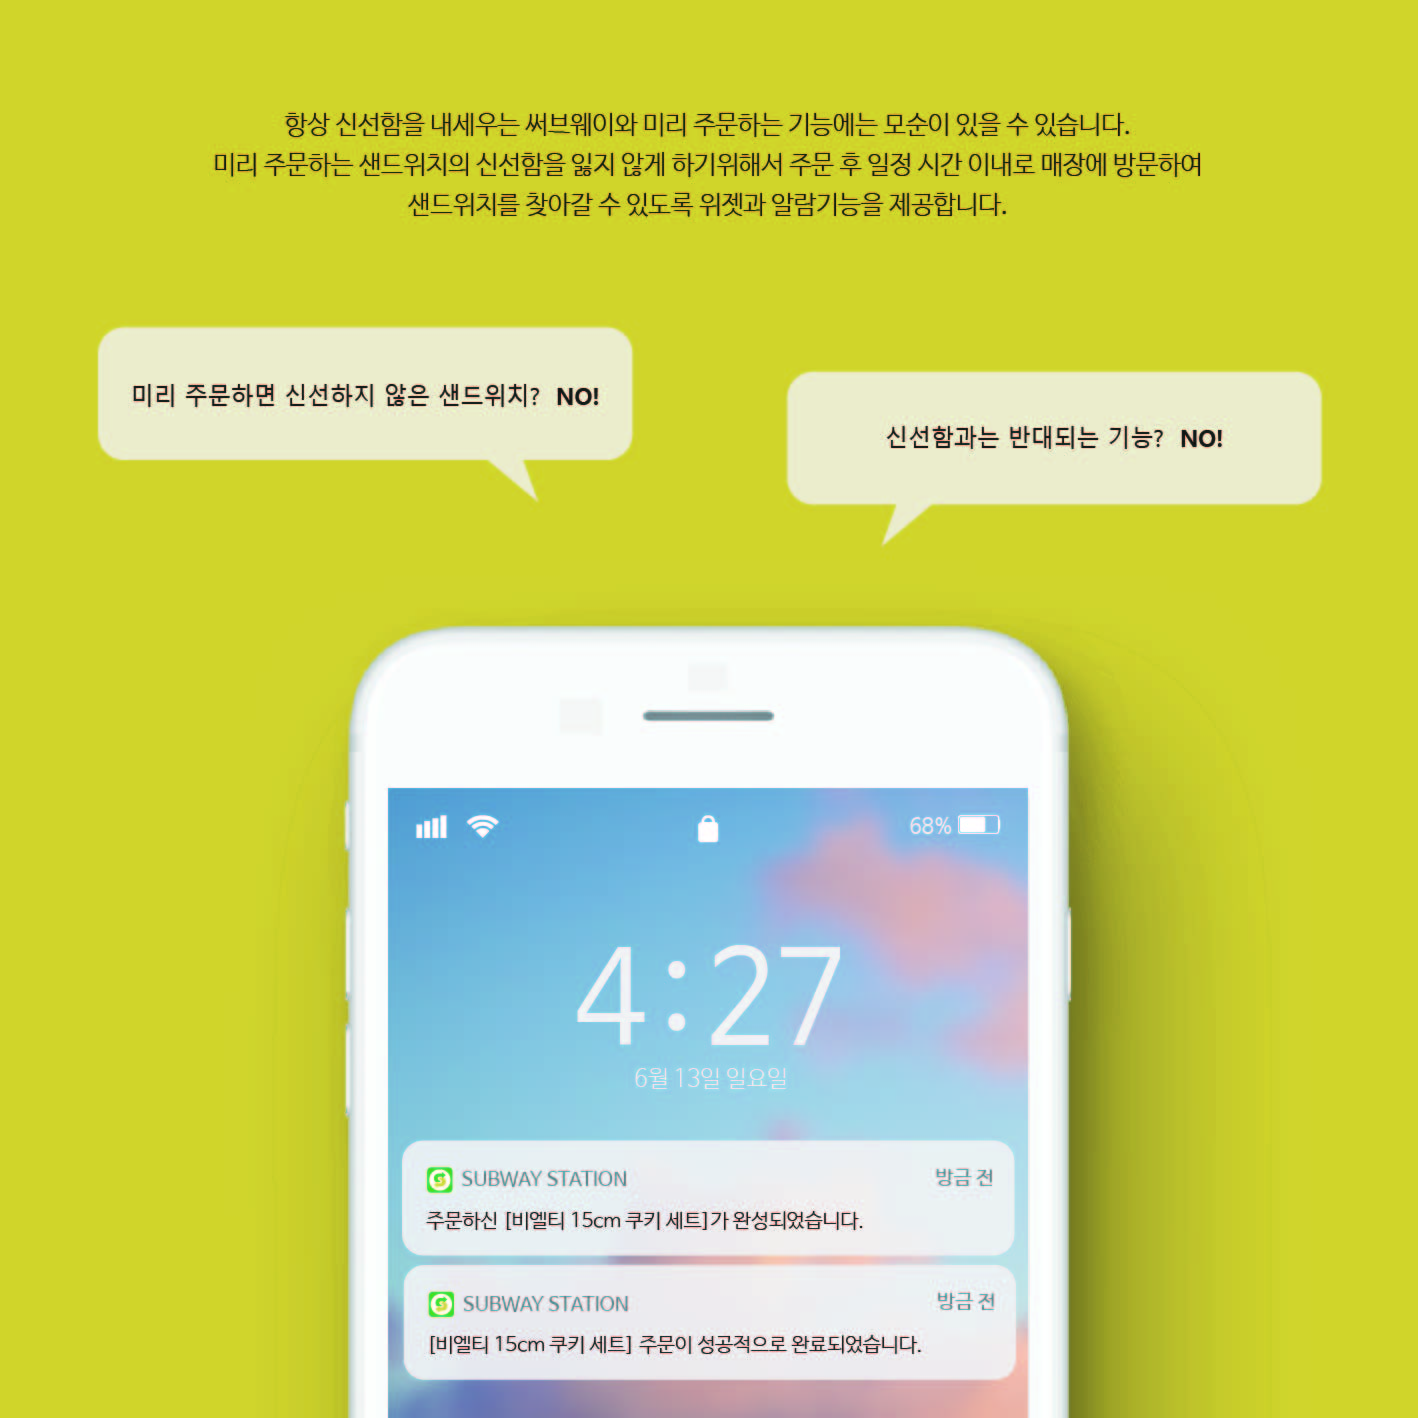 항상 신선함을 내세우는 써브웨이와 미리 주문하는 기능에는 모순이 있을 수 있습니다.
미리 주문하는 샌드위치의 신선함을 잃지 않게 하기위해서 주문 후 일정 시간 이내로 매장에 방문하여
샌드위치를 찾아갈 수 있도록 위젯과 알람기능을 제공합니다.
미리 주문하면 신선하지 않은 샌드위치? NO!
신선함과는 반대되는 기능? NO!
68%
4:27
6월 13일 일요일
SUBWAY STATION 방금 전
주문하신 [비엘티 15cm 쿠키 세트]가 완성되었습니다.
SUBWAY STATION 방금 전
[비엘티 15cm 쿠키 세트] 주문이 성공적으로 완료되었습니다.